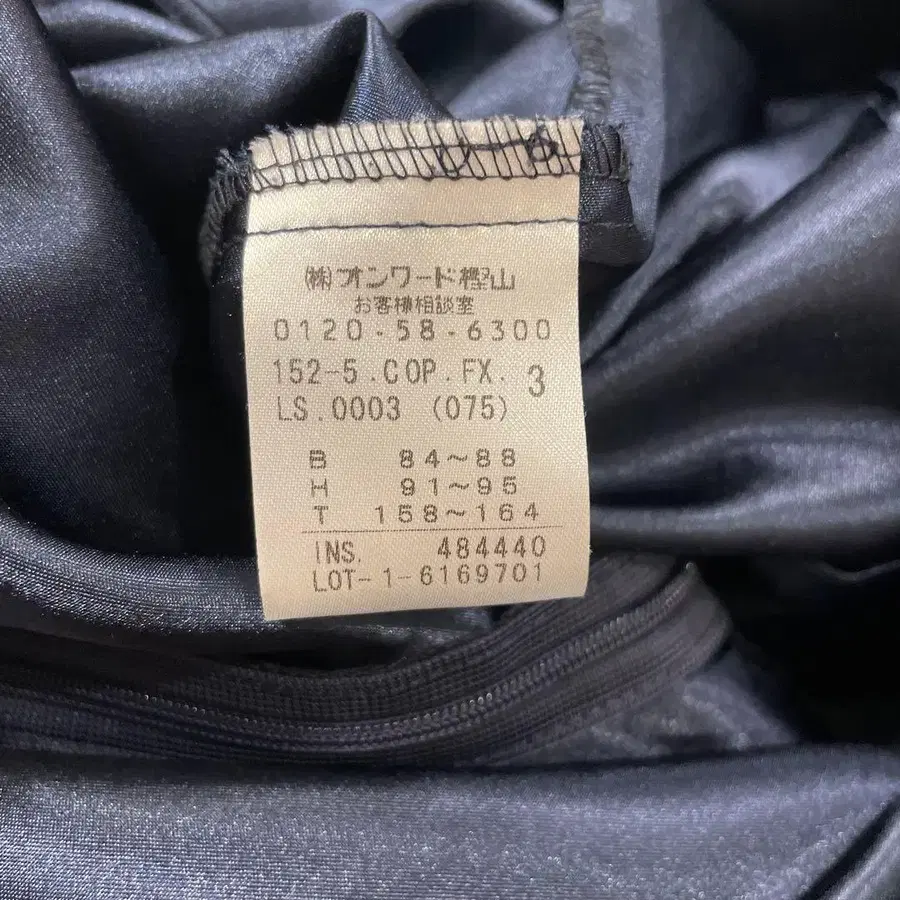 ㈱オンワード樫山
お客様相談室
0120-58-6300
152-5.COP.FX. 3
LS.0003 (075)
B 84~88
H 91~95
T 158~164
INS. 484440
LOT-1-6169701